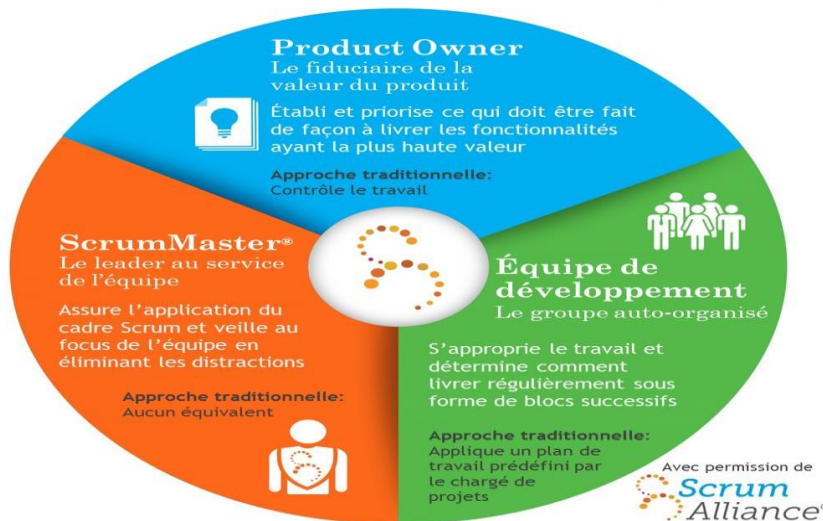 Product Owner
Le fiduciaire de la
valeur du produit
Établi et priorise ce qui doit être fait
de façon à livrer les fonctionnalités
ayant la plus haute valeur
Approche traditionnelle:
Contrôle le travail
ScrumMaster®
Le leader au service
de l'équipe
Assure l'application du
cadre Scrum et veille au
focus de l'équipe en
éliminant les distractions
Approche traditionnelle:
Aucun équivalent
Équipe de
développement
Le groupe auto-organisé
S'approprie le travail et
détermine comment
livrer régulièrement sous
forme de blocs successifs
Approche traditionnelle:
Applique un plan de
travail prédéfini par
le chargé de
projets
Avec permission de
Scrum
Alliance®